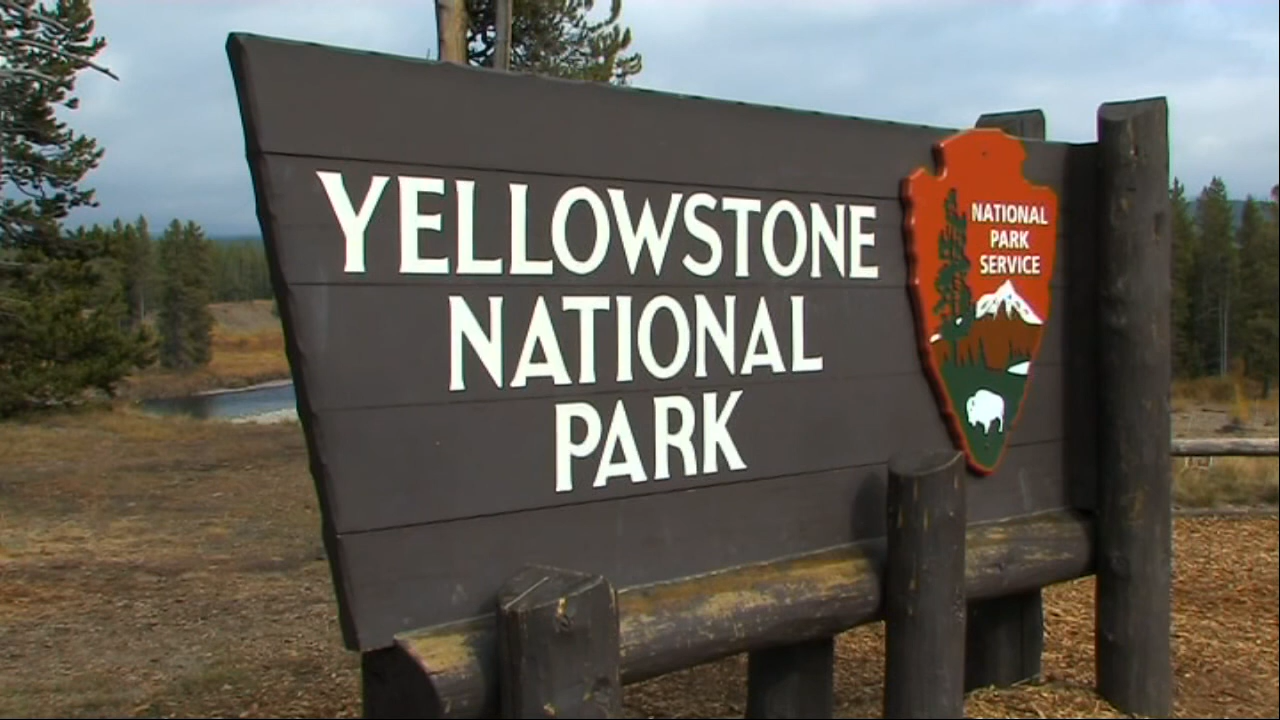 YELLOWSTONE
NATIONAL
PARK
NATIONAL
PARK
SERVICE